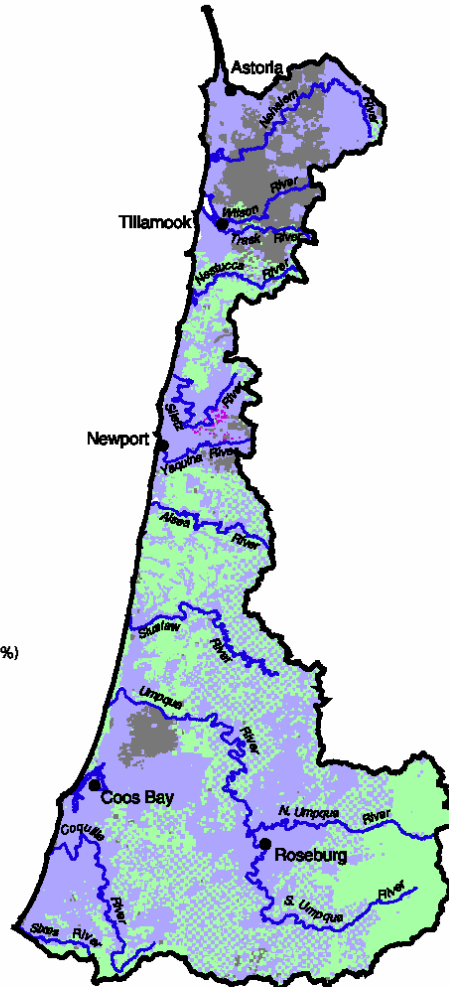 Astoria
Nehalem
River
Wilson
River
Tillamook
Trask
River
Nestucca
River
Siletz
River
Newport
Yaquina
River
Alsea
River
Siuslaw
River
%)
Umpqua
River
Coos Bay
N. Umpqua
River
Coquille
Roseburg
River
S. Umpqua
River
Sixes
River